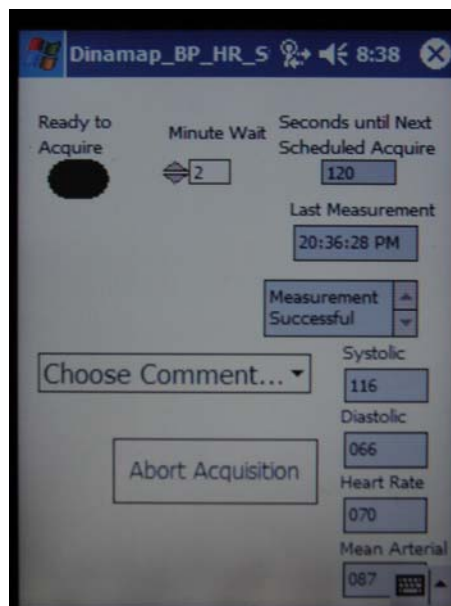 Dinamap_BP_HR_S 8:38
Ready to
Acquire
Minute Wait
2
Seconds until Next
Scheduled Acquire
120
Last Measurement
20:36:28 PM
Measurement
Successful
Choose Comment...
Systolic
116
Diastolic
066
Abort Acquisition
Heart Rate
070
Mean Arterial
087